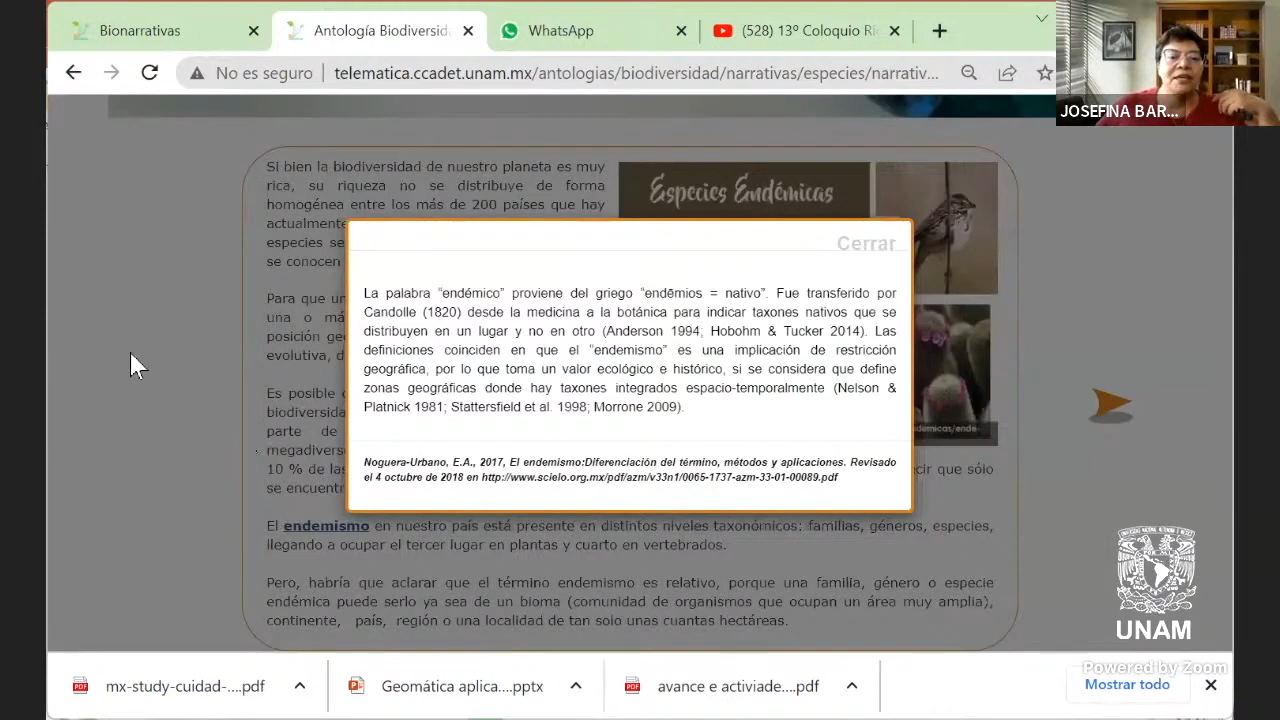 Bionarrativas
Antología Biodiversid
WhatsApp
(528) 13º Coloquio Ri
No es seguro
telematica.ccadet.unam.mx/antologias/biodiversidad/narrativas/especies/narrativ...
JOSEFINA BAR...
Si bien la biodiversidad de nuestro planeta es muy
rica, su riqueza no se distribuye de forma
homogénea entre los más de 200 países que hay
actualmente
especies se
se conocen
Especies Endémicas
Para que un
una o má
posición ge
evolutiva, d
Es posible
biodiversida
parte de
megadivers
10 % de las
cir que sólo
se encuentr
Cerrar
La palabra "endémico" proviene del griego "endēmios = nativo". Fue transferido por
Candolle (1820) desde la medicina a la botánica para indicar taxones nativos que se
distribuyen en un lugar y no en otro (Anderson 1994; Hobohm & Tucker 2014). Las
definiciones coinciden en que el "endemismo" es una implicación de restricción
geográfica, por lo que toma un valor ecológico e histórico, si se considera que define
zonas geográficas donde hay taxones integrados espacio-temporalmente (Nelson &
Platnick 1981; Stattersfield et al. 1998; Morrone 2009).
Noguera-Urbano, E.A., 2017, El endemismo:Diferenciación del término, métodos y aplicaciones. Revisado
el 4 octubre de 2018 en http://www.scielo.org.mx/pdf/azm/v33n1/0065-1737-azm-33-01-00089.pdf
El endemismo en nuestro país está presente en distintos niveles taxonómicos: familias, géneros, especies,
llegando a ocupar el tercer lugar en plantas y cuarto en vertebrados.
Pero, habría que aclarar que el término endemismo es relativo, porque una familia, género o especie
endémica puede serlo ya sea de un bioma (comunidad de organismos que ocupan un área muy amplia),
continente, país, región o una localidad de tan solo unas cuantas hectáreas.
UNAM
Powered by Zoom
mx-study-cuidad-....pdf
Geomática aplica....pptx
avance e activiade....pdf
Mostrar todo